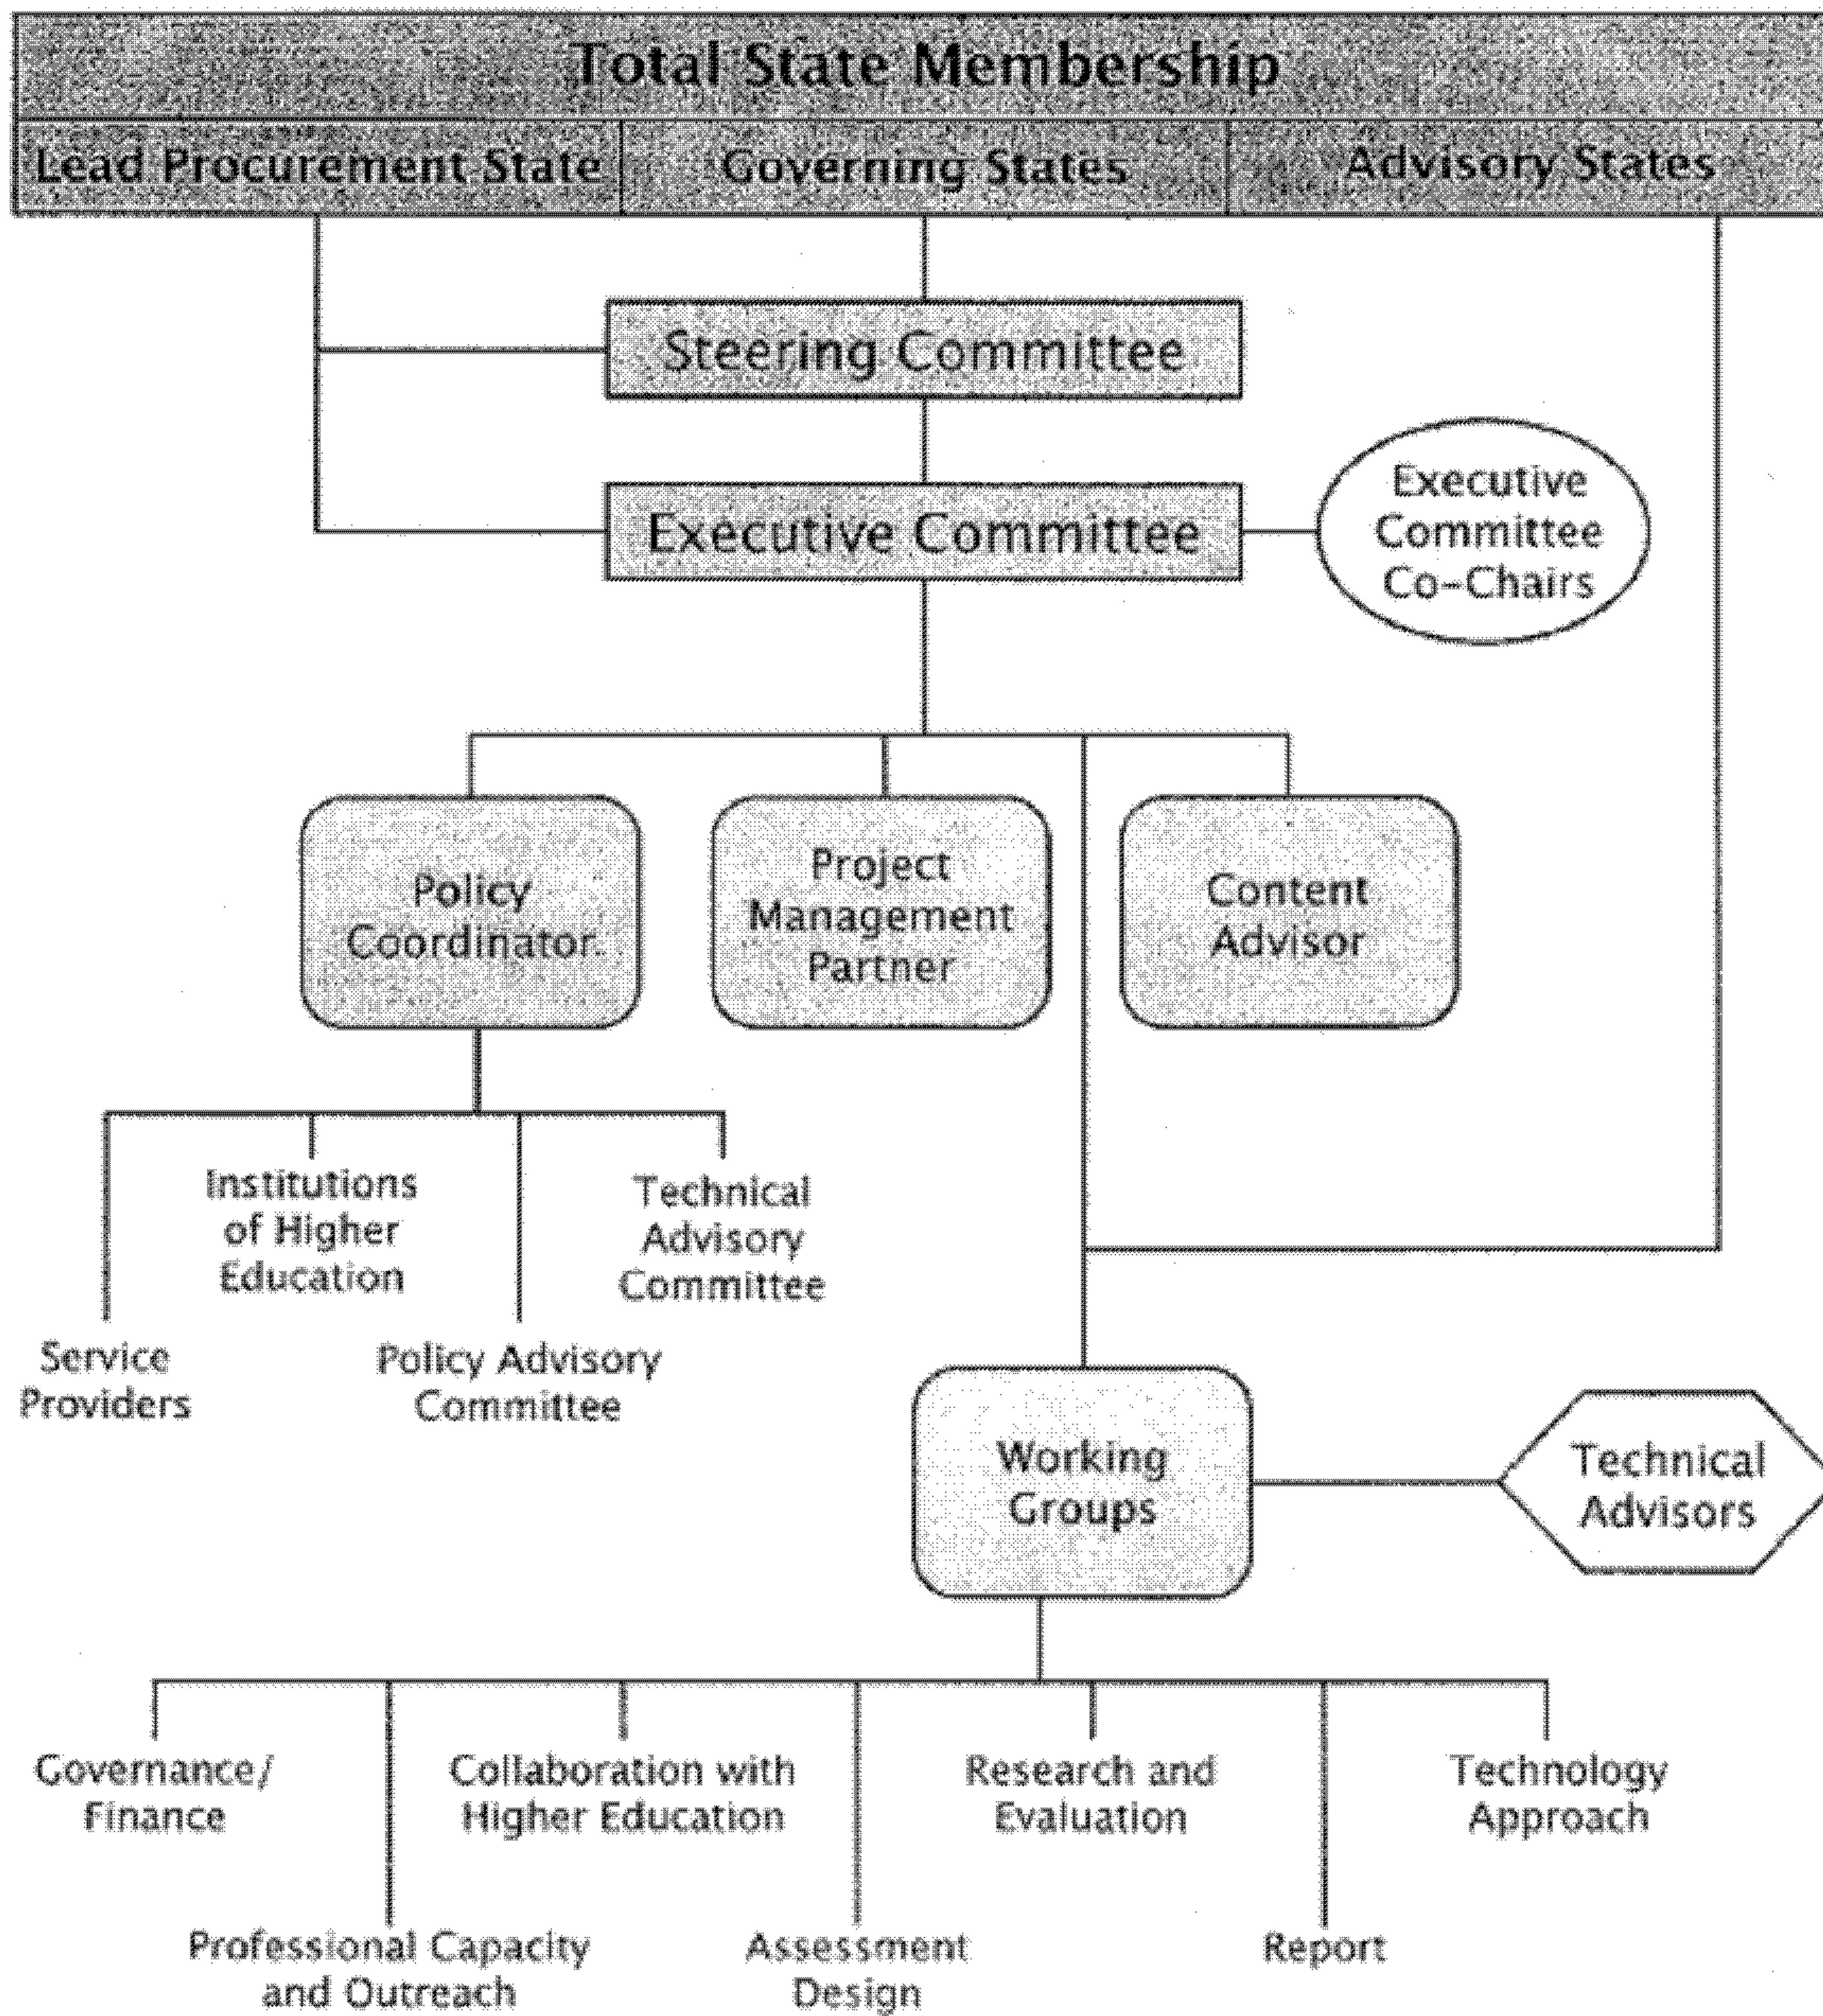 Total State Membership
Lead Procurement State
Governing States
Advisory States
Steering Committee
Executive Committee
Executive
Committee
Co-Chairs
Policy
Coordinator
Project
Management
Partner
Content
Advisor
Institutions
of Higher
Education
Technical
Advisory
Committee
Service
Providers
Policy Advisory
Committee
Working
Groups
Technical
Advisors
Governance/
Finance
Collaboration with
Higher Education
Research and
Evaluation
Technology
Approach
Professional Capacity
and Outreach
Assessment
Design
Report